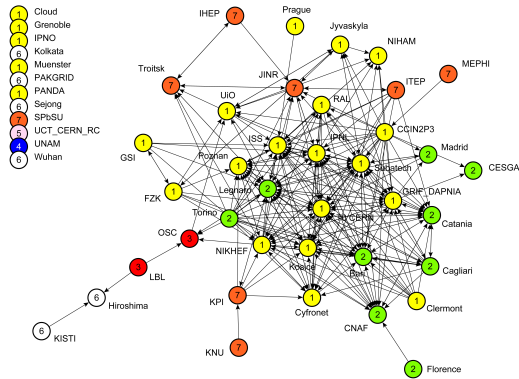 1 Cloud
1 Grenoble
1 IPNO
6 Kolkata
1 Muenster
6 PAKGRID
1 PANDA
6 Sejong
7 SPbSU
5 UCT_CERN_RC
4 UNAM
6 Wuhan
IHEP 7
Prague 1
Jyvaskyla 1
NIHAM 1
Troitsk 7
JINR 7
ITEP 7
MEPHI 7
UiO 1
RAL 1
CCIN2P3 1
GSI 1
ISS 1
IPNL 1
Madrid 2
Poznan 1
Subatech 1
CESGA 2
FZK 1
Legnaro 2
GRIF_DAPNIA 1
Torino 2
1
Catania 2
OSC 3
NIKHEF 1
Kosice 1
Bari 2
Cagliari 2
LBL 3
Hiroshima 6
KPI 7
Cyfronet 1
Clermont 1
CNAF 2
KISTI 6
KNU 7
Florence 2